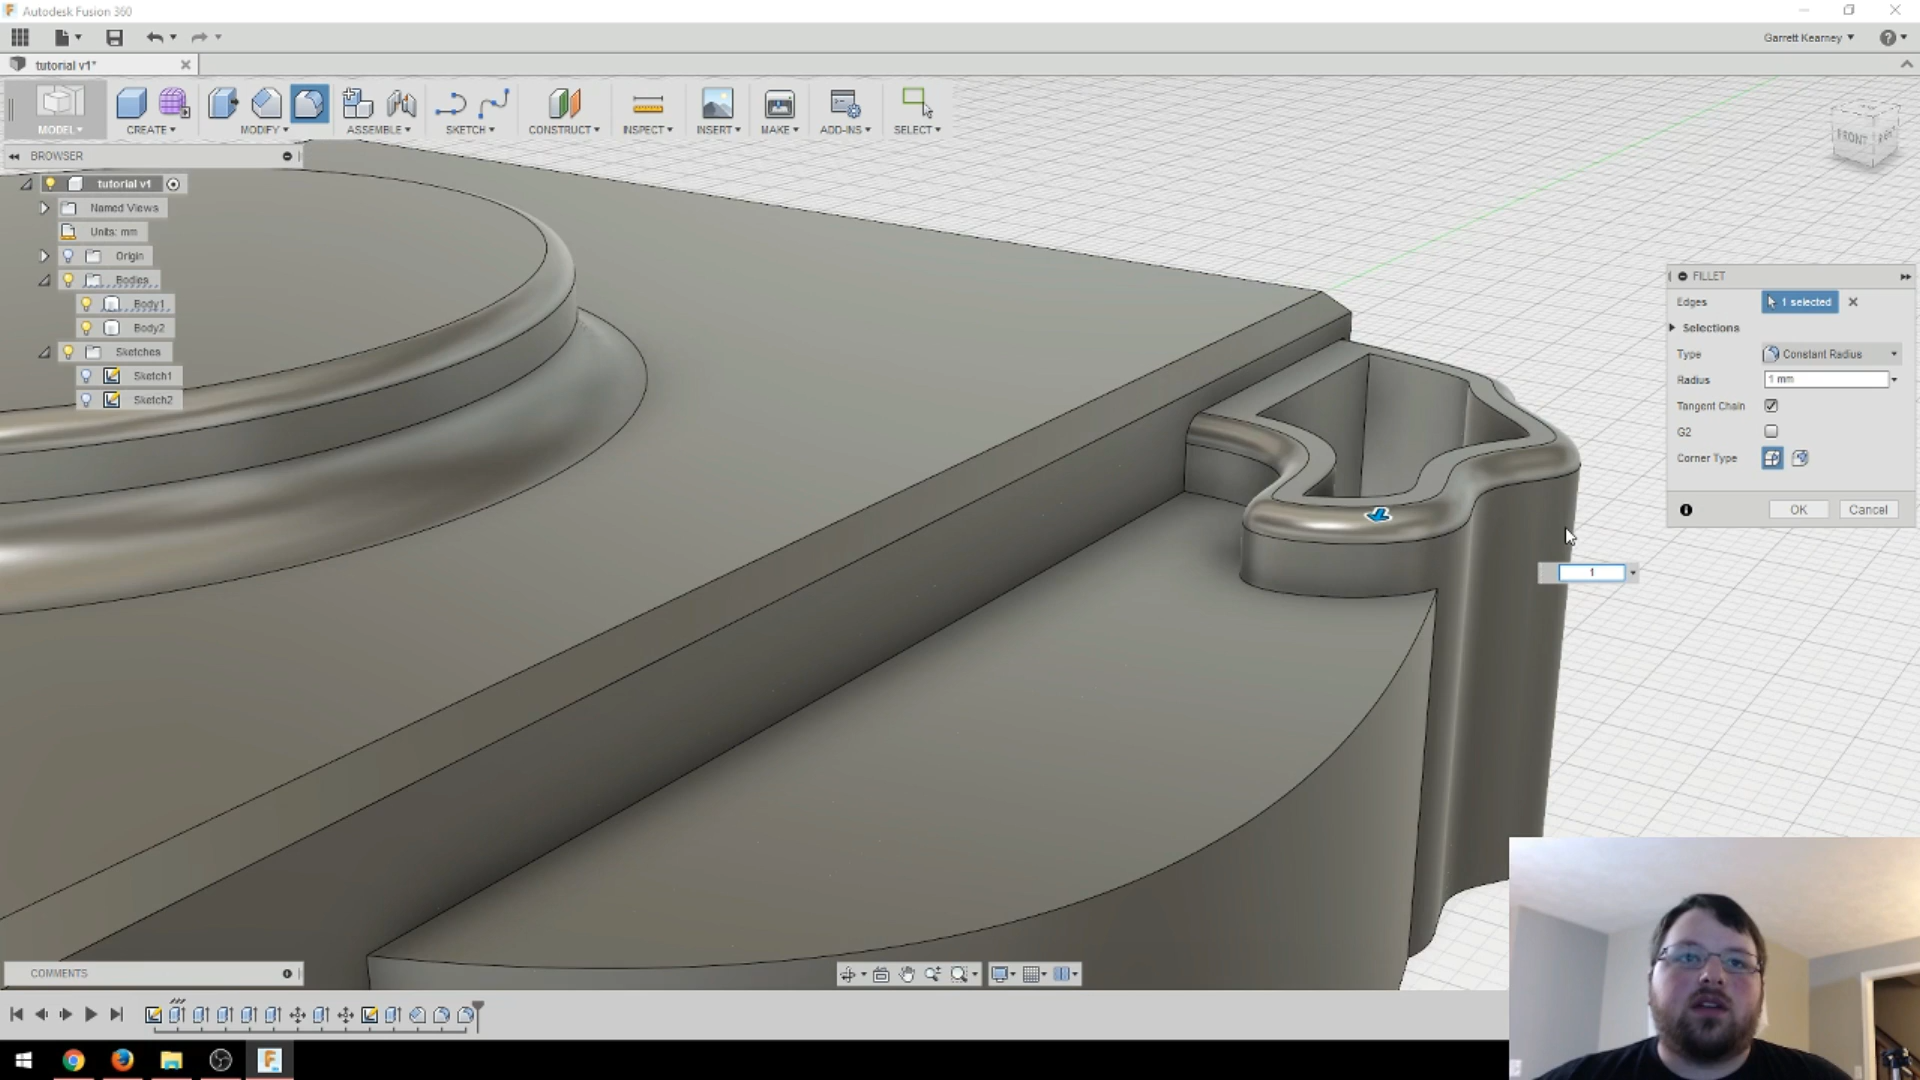 Autodesk Fusion 360
Garrett Kearney
tutorial v1*
MODEL
CREATE
MODIFY
ASSEMBLE
SKETCH
CONSTRUCT
INSPECT
INSERT
MAKE
ADD-INS
SELECT
FRONT
BROWSER
tutorial v1
Named Views
Units: mm
Origin
Bodies
Body1
Body2
Sketches
Sketch1
Sketch2
FILLET
Edges 1 selected
Selections
Type Constant Radius
Radius 1 mm
Tangent Chain
G2
Corner Type
OK Cancel
1
COMMENTS